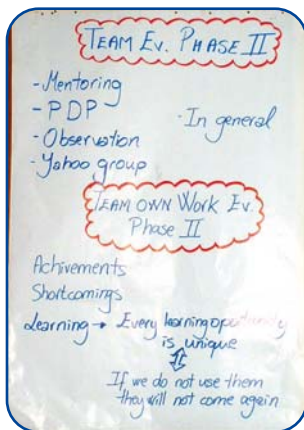 TEAM EV. PHASE II
- Mentoring
- PDP
- Observation
- Yahoo group
· In general
TEAM OWN WORK EV.
Phase II
Achivements
Shortcomings
Learning → Every learning oportunity
is unique
⇕
If we do not use them
they will not come again